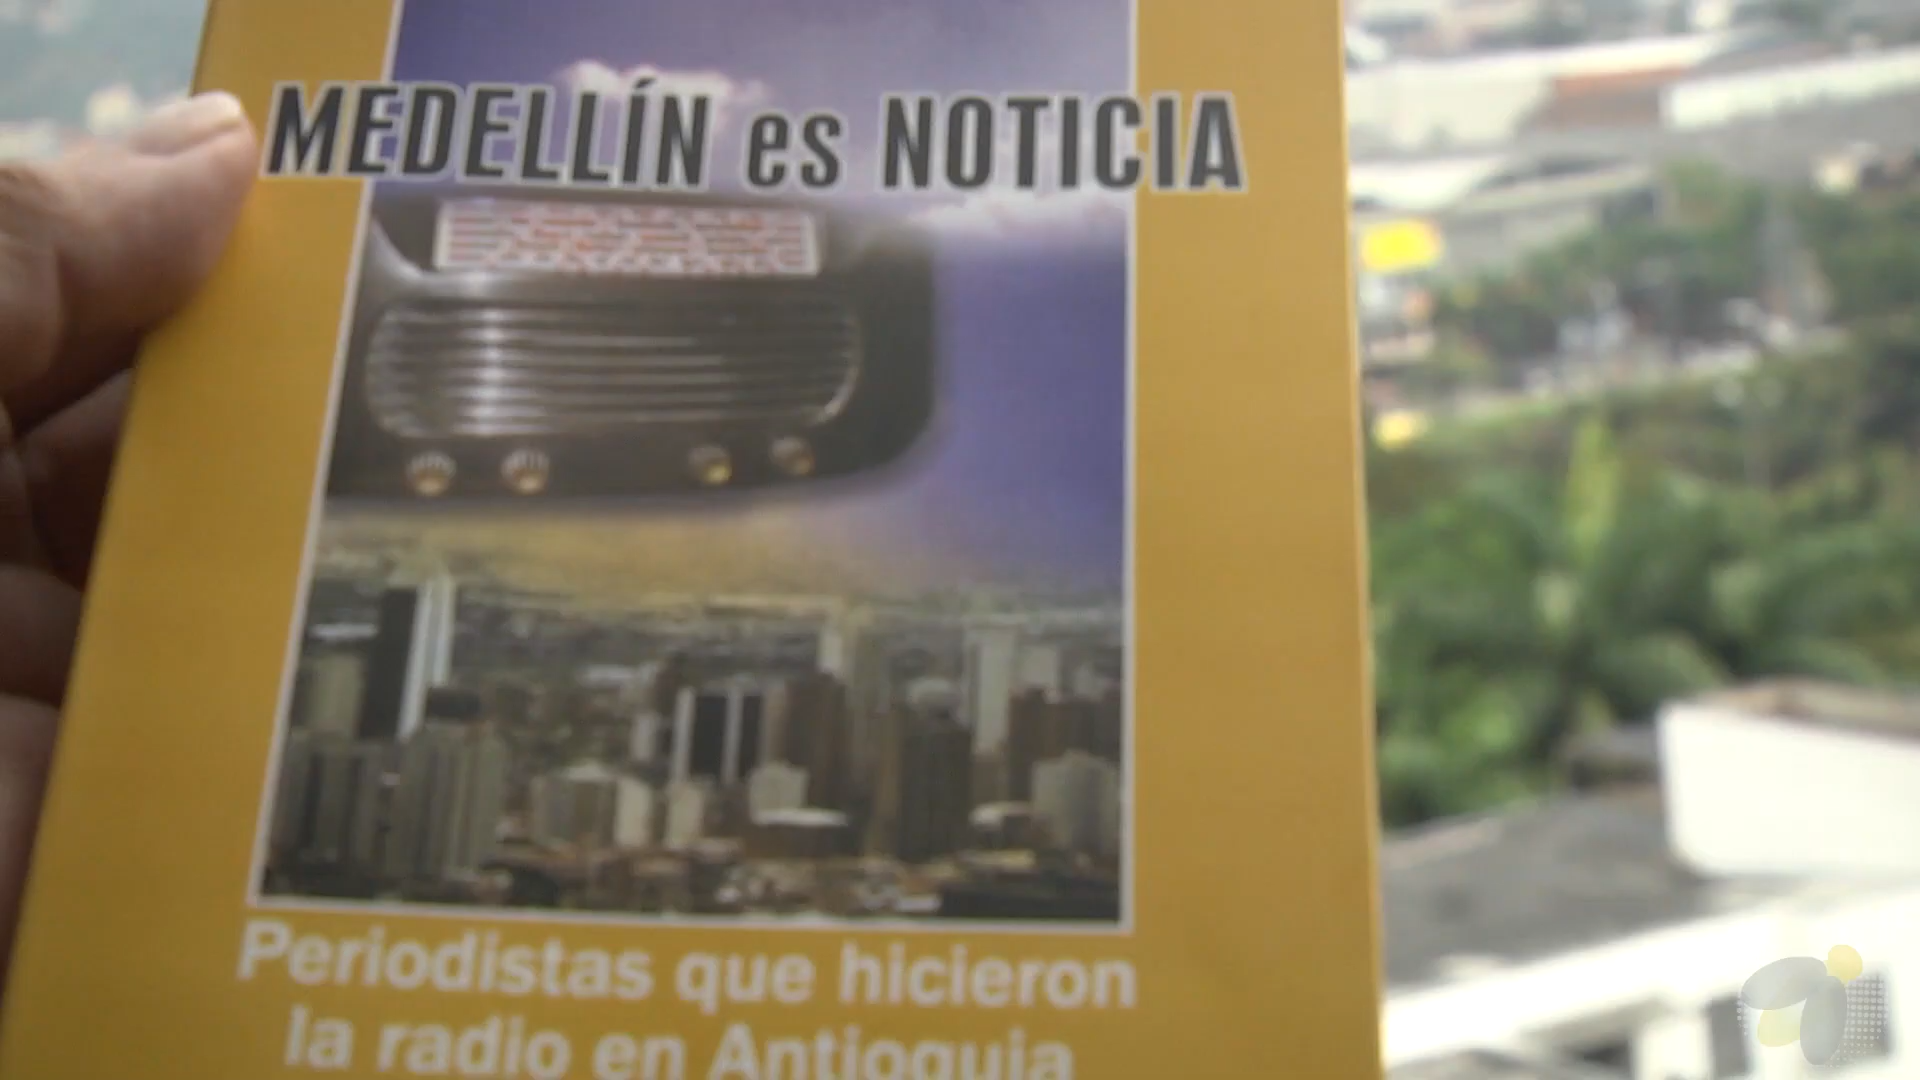 MEDELLÍN es NOTICIA
Periodistas que hicieron
la radio en Antioquia